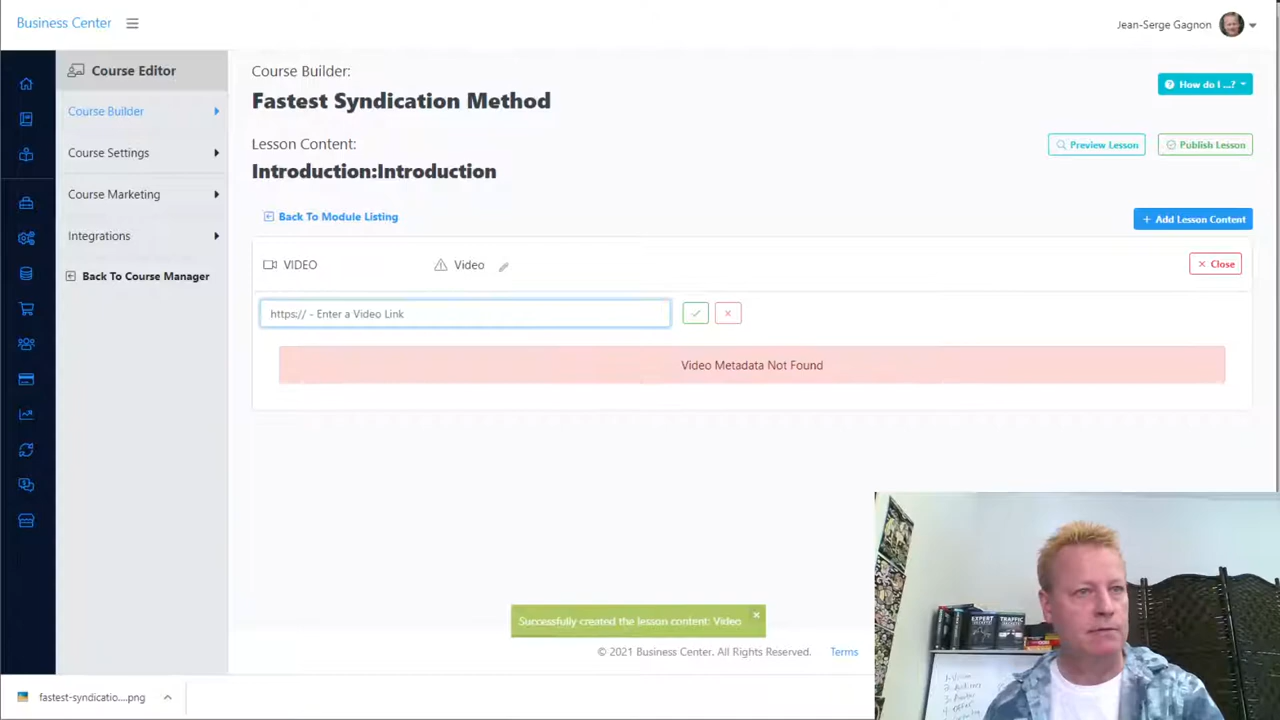 Business Center
Jean-Serge Gagnon
Course Editor
Course Builder
Course Settings
Course Marketing
Integrations
Back To Course Manager
Course Builder:
Fastest Syndication Method
How do I ...?
Lesson Content:
Introduction:Introduction
Preview Lesson
Publish Lesson
Back To Module Listing
+ Add Lesson Content
VIDEO
Video
× Close
https:// - Enter a Video Link
Video Metadata Not Found
Successfully created the lesson content: Video
© 2021 Business Center. All Rights Reserved.
Terms
fastest-syndicatio....png
EXPERT
TRAFFIC